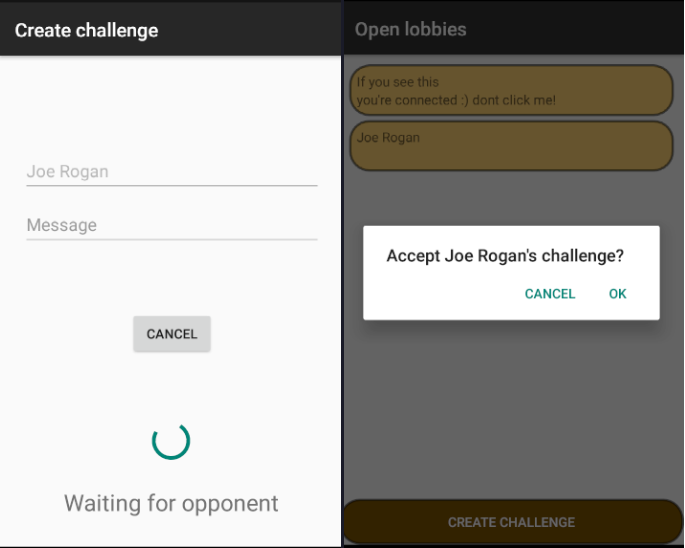 Create challenge
Joe Rogan
Message
CANCEL
Waiting for opponent
Open lobbies
If you see this
you're connected :) dont click me!
Joe Rogan
Accept Joe Rogan's challenge?
CANCEL OK
CREATE CHALLENGE